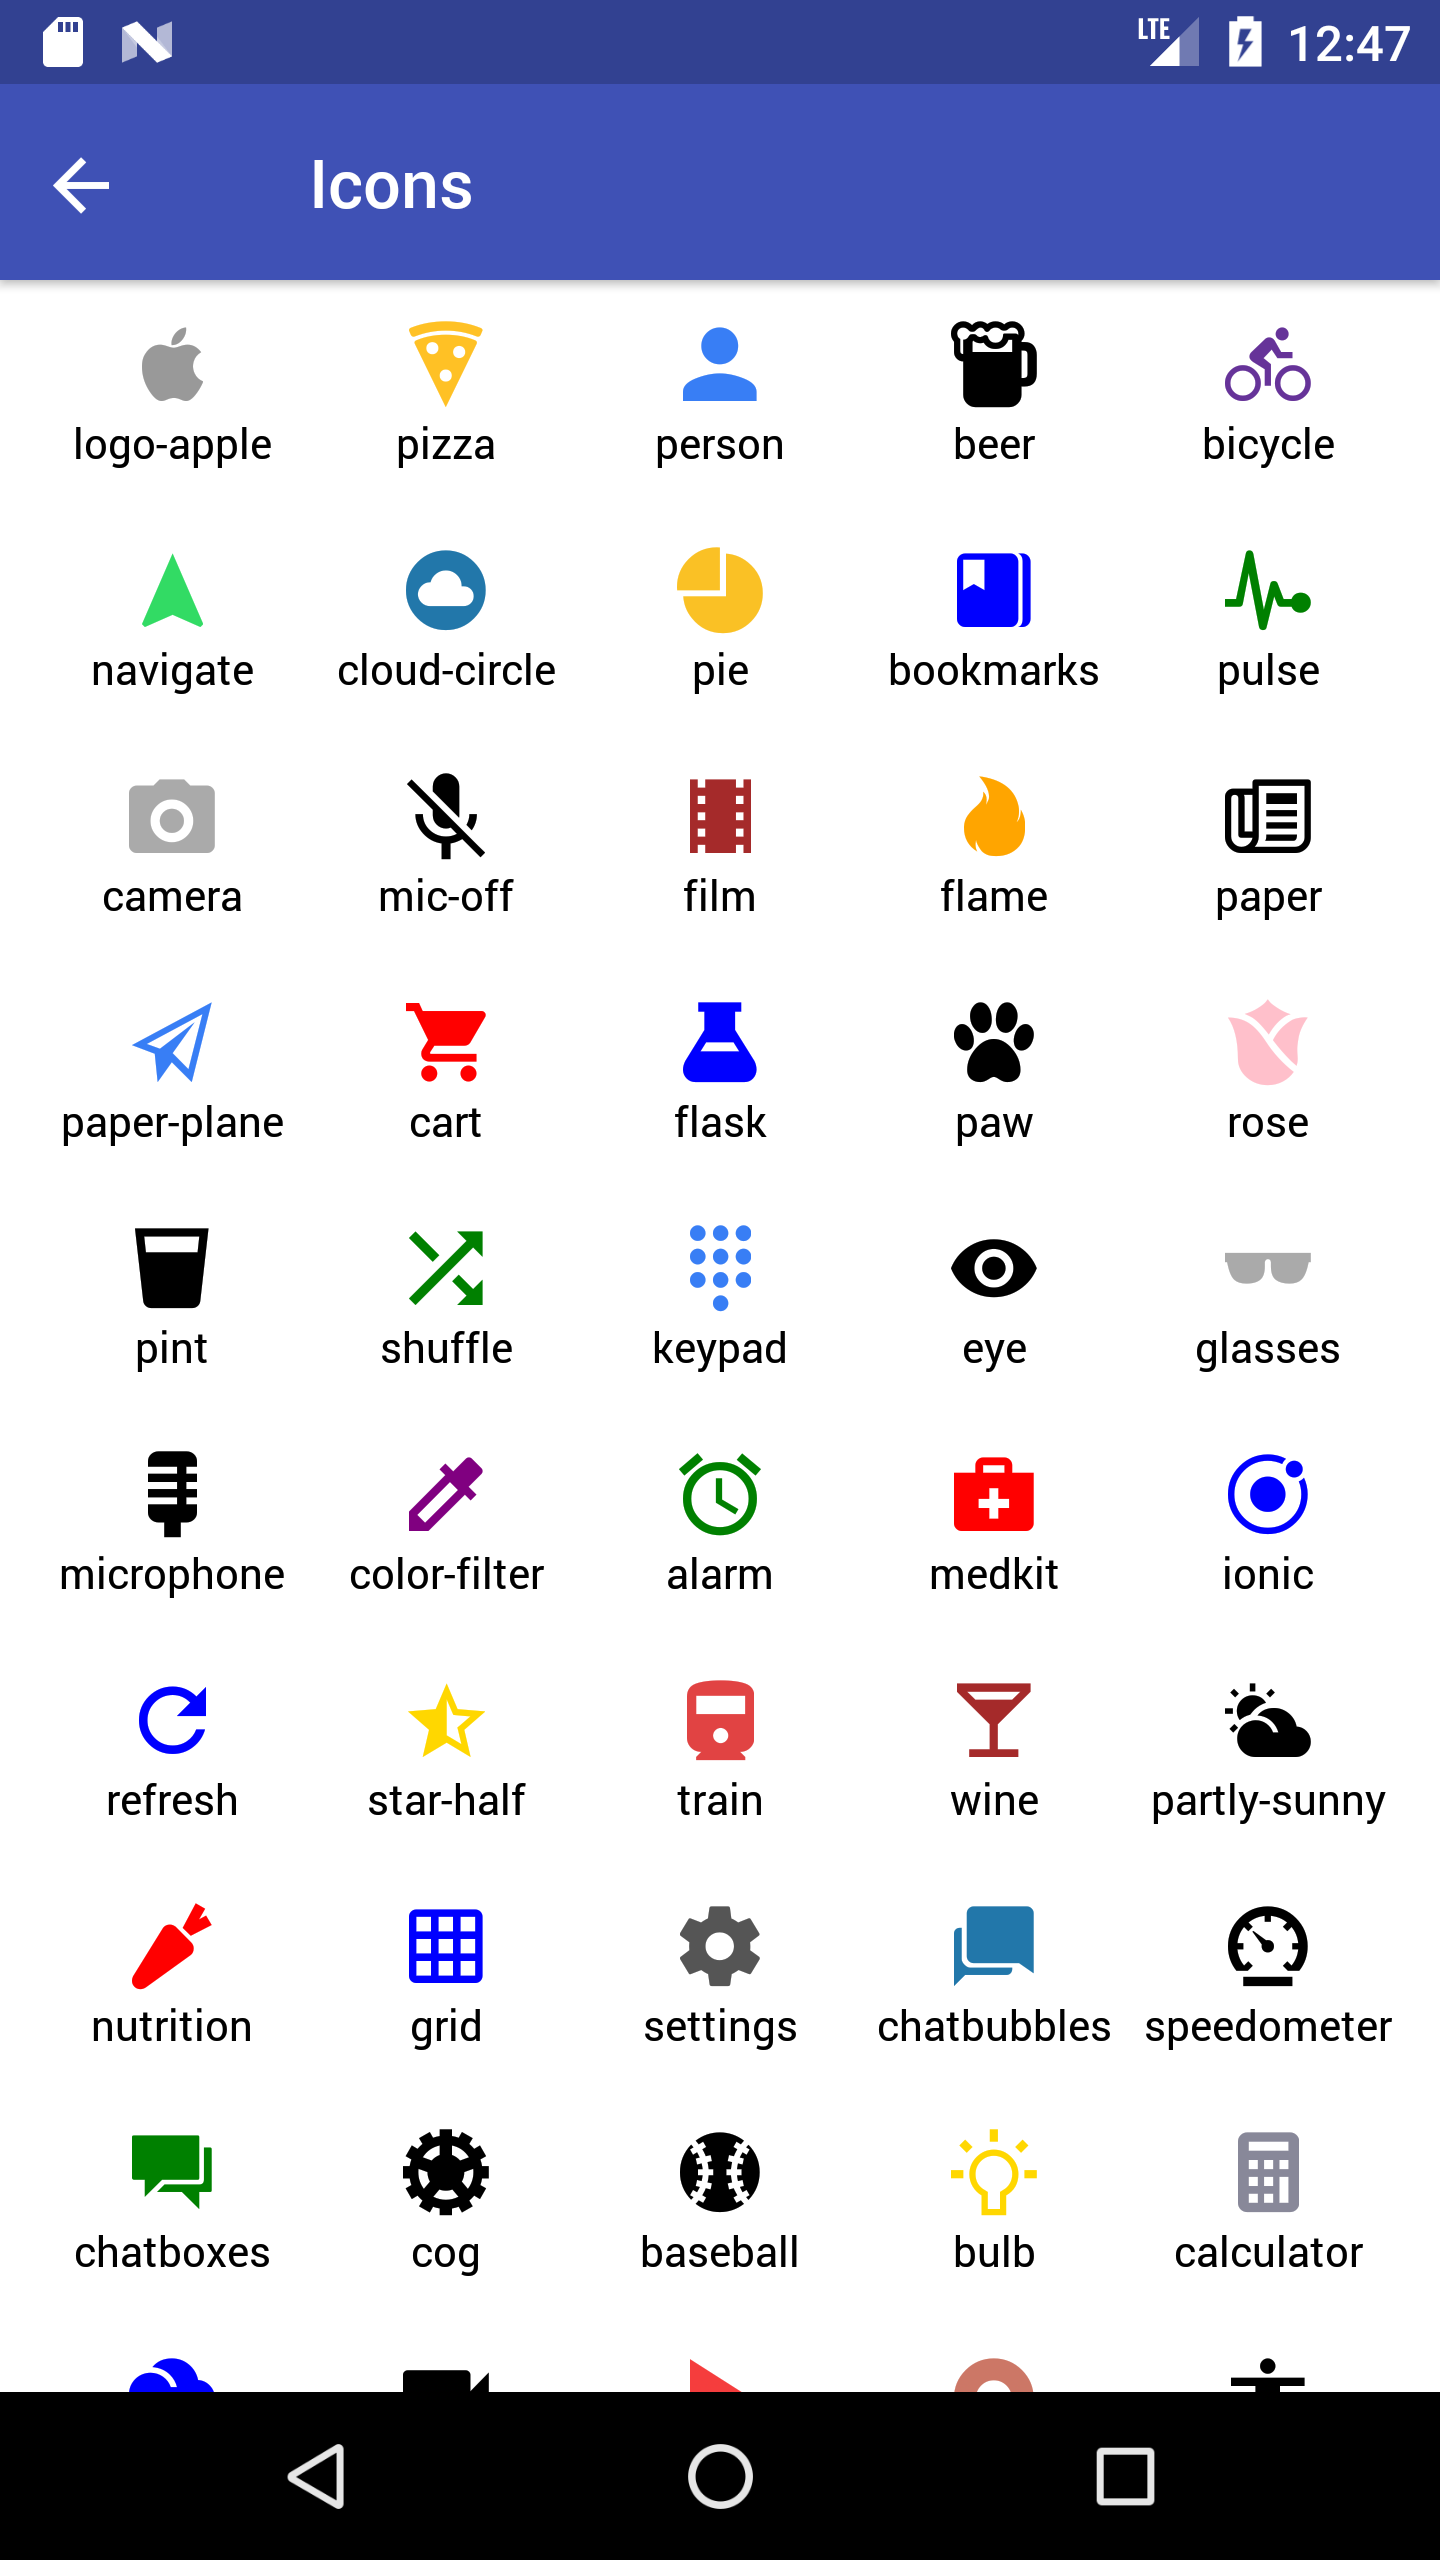 LTE 12:47
Icons
logo-apple pizza person beer bicycle
navigate cloud-circle pie bookmarks pulse
camera mic-off film flame paper
paper-plane cart flask paw rose
pint shuffle keypad eye glasses
microphone color-filter alarm medkit ionic
refresh star-half train wine partly-sunny
nutrition grid settings chatbubbles speedometer
chatboxes cog baseball bulb calculator